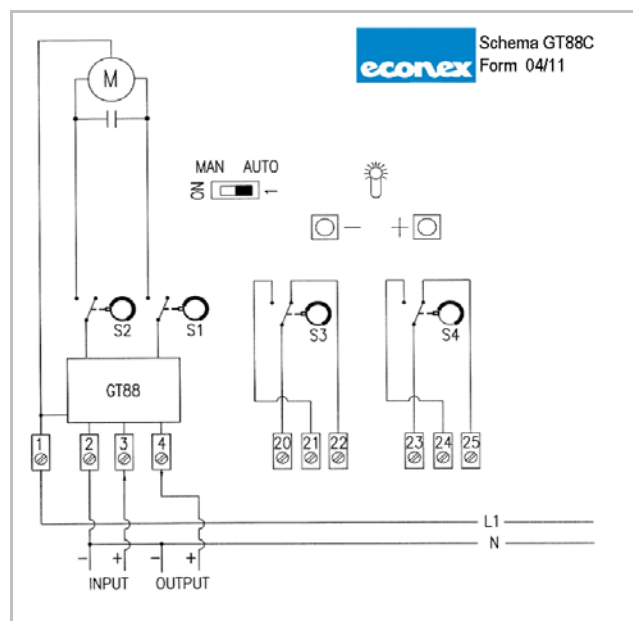 econex
Schema GT88C
Form 04/11
M
MAN AUTO
ON 1
- +
S2 S1 S3 S4
GT88
1 2 3 4 20 21 22 23 24 25
L1
N
- + - +
INPUT OUTPUT